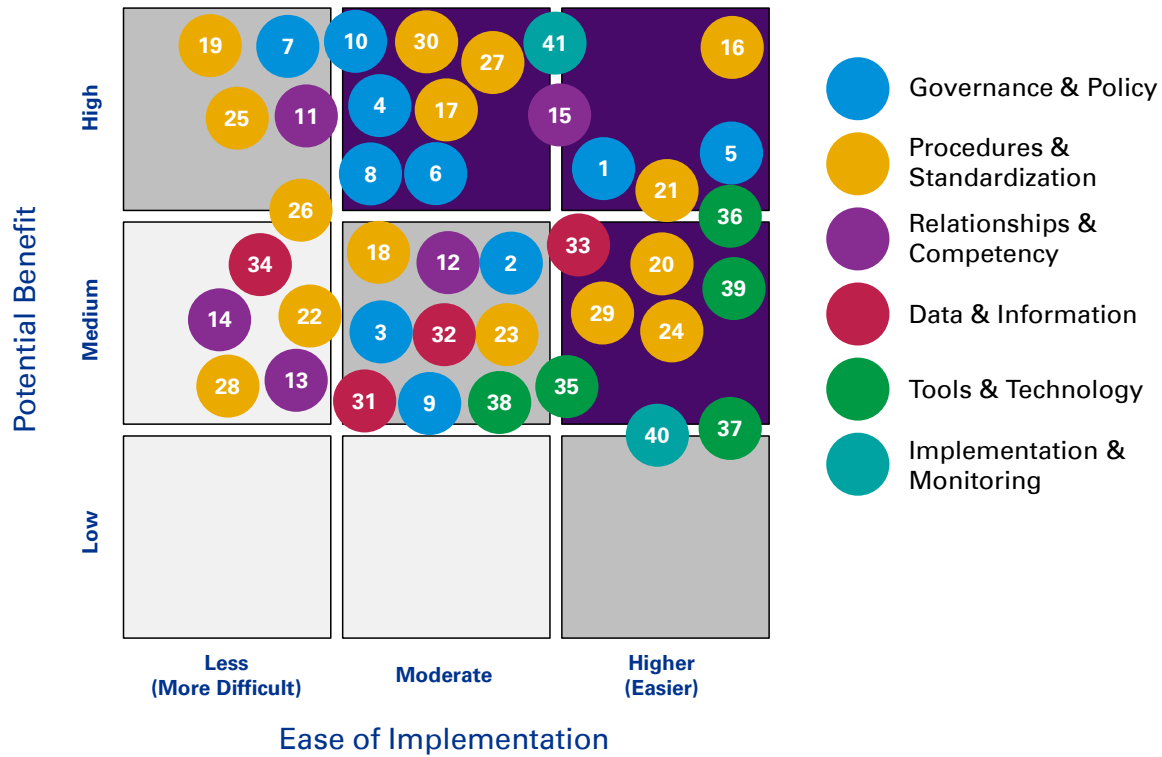 19
7
10
30
27
41
16
25
11
4
17
15
8
6
1
5
21
26
36
34
18
12
2
33
20
39
14
22
3
32
23
29
24
28
13
31
9
38
35
40
37
High
Medium
Low
Potential Benefit
Less
(More Difficult)
Moderate
Higher
(Easier)
Ease of Implementation
Governance & Policy
Procedures &
Standardization
Relationships &
Competency
Data & Information
Tools & Technology
Implementation &
Monitoring